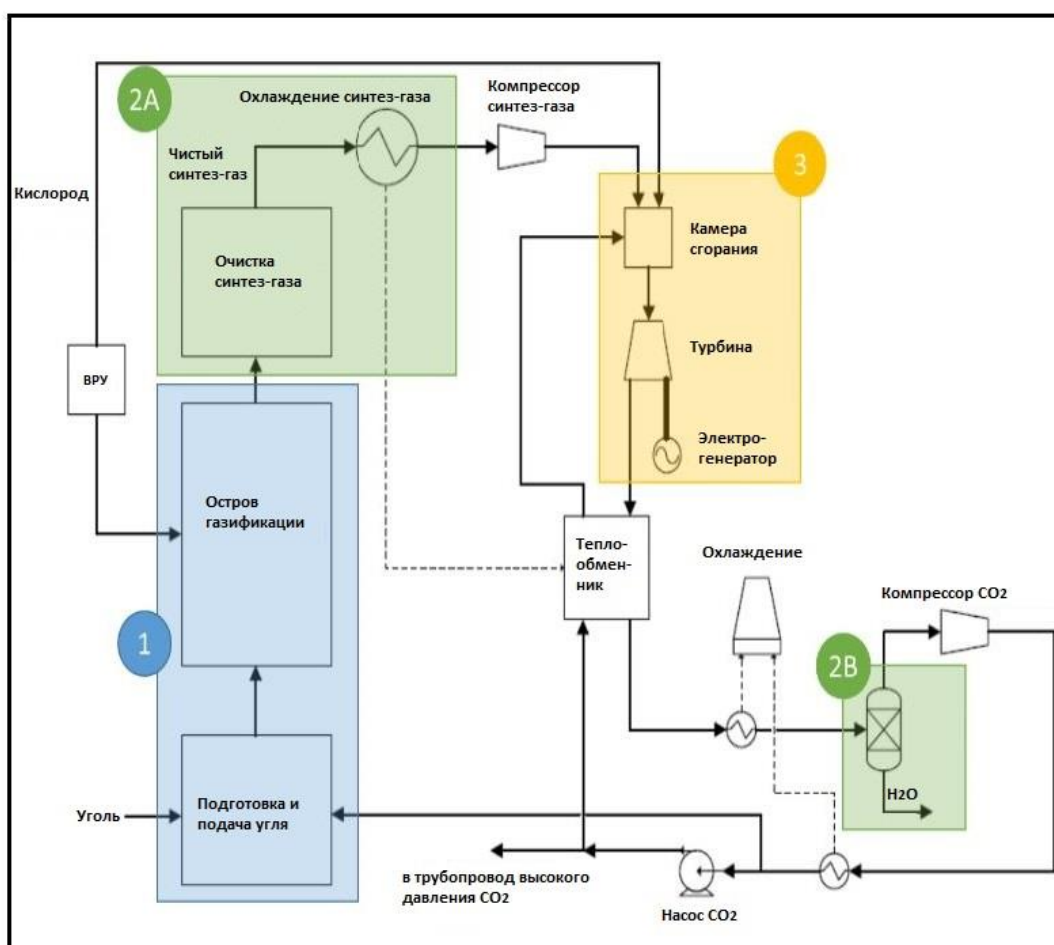 2A
Охлаждение синтез-газа
Компрессор
синтез-газа
Чистый
синтез-газ
Кислород
3
Камера
сгорания
Очистка
синтез-газа
Турбина
ВРУ
Электро-
генератор
Остров
газификации
Тепло-
обмен-
ник
Охлаждение
Компрессор CO2
1
2B
H2O
Уголь
Подготовка и
подача угля
в трубопровод высокого
давления CO2
Насос CO2